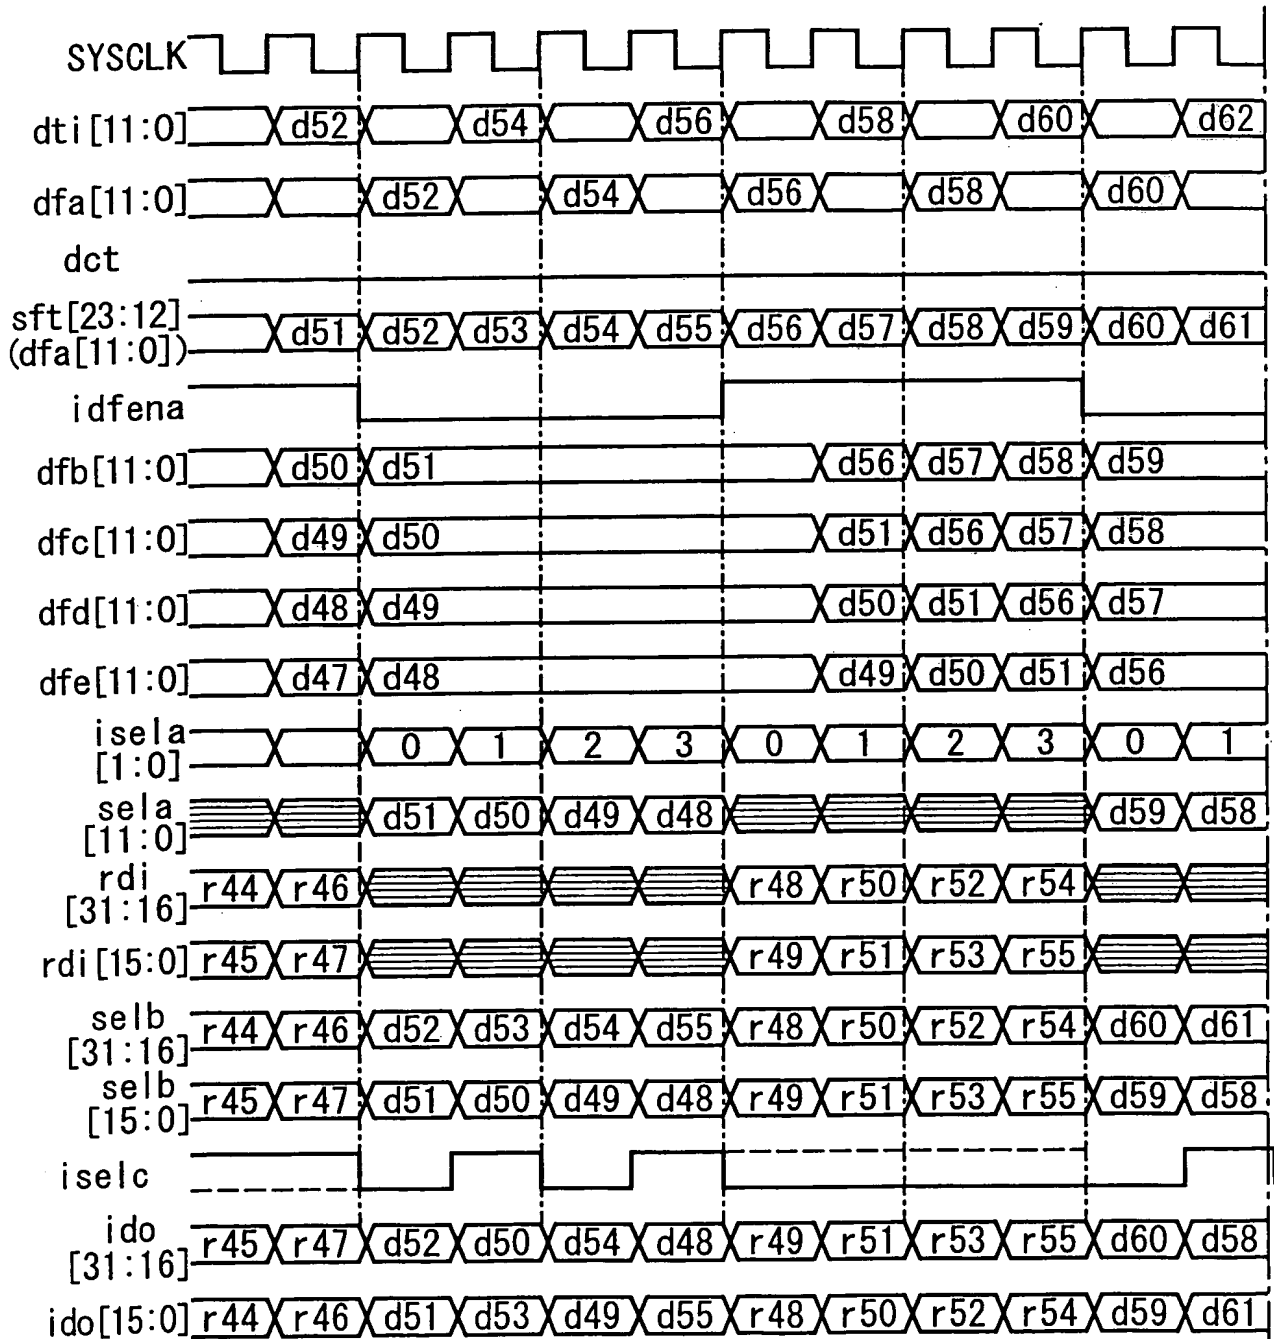 SYSCLK
dti[11:0] d52 d54 d56 d58 d60 d62
dfa[11:0] d52 d54 d56 d58 d60
dct
sft[23:12]
(dfa[11:0]) d51 d52 d53 d54 d55 d56 d57 d58 d59 d60 d61
idfena
dfb[11:0] d50 d51 d56 d57 d58 d59
dfc[11:0] d49 d50 d51 d56 d57 d58
dfd[11:0] d48 d49 d50 d51 d56 d57
dfe[11:0] d47 d48 d49 d50 d51 d56
isela
[1:0] 0 1 2 3 0 1 2 3 0 1
sela
[11:0] d51 d50 d49 d48 d59 d58
rdi
[31:16] r44 r46 r48 r50 r52 r54
rdi[15:0] r45 r47 r49 r51 r53 r55
selb
[31:16] r44 r46 d52 d53 d54 d55 r48 r50 r52 r54 d60 d61
selb
[15:0] r45 r47 d51 d50 d49 d48 r49 r51 r53 r55 d59 d58
iselc
ido
[31:16] r45 r47 d52 d50 d54 d48 r49 r51 r53 r55 d60 d58
ido[15:0] r44 r46 d51 d53 d49 d55 r48 r50 r52 r54 d59 d61